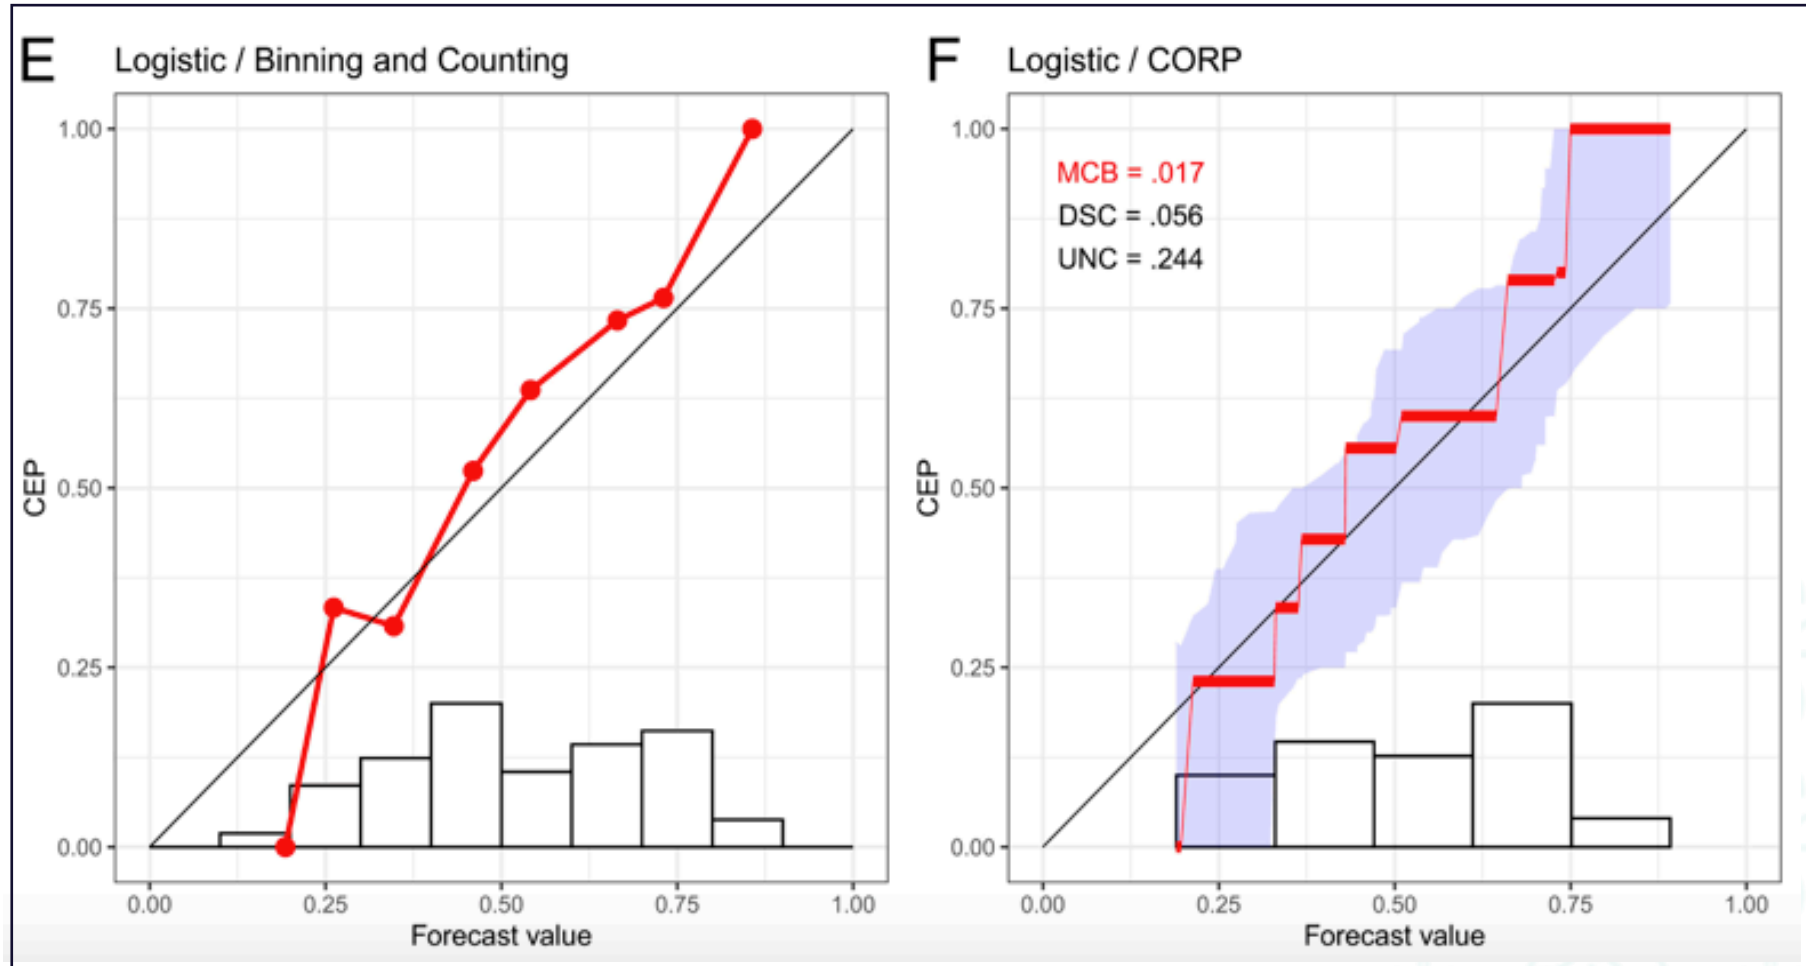 E Logistic / Binning and Counting
1.00
0.75
0.50
0.25
0.00
CEP
0.00 0.25 0.50 0.75 1.00
Forecast value
F Logistic / CORP
MCB = .017
DSC = .056
UNC = .244
1.00
0.75
0.50
0.25
0.00
CEP
0.00 0.25 0.50 0.75 1.00
Forecast value